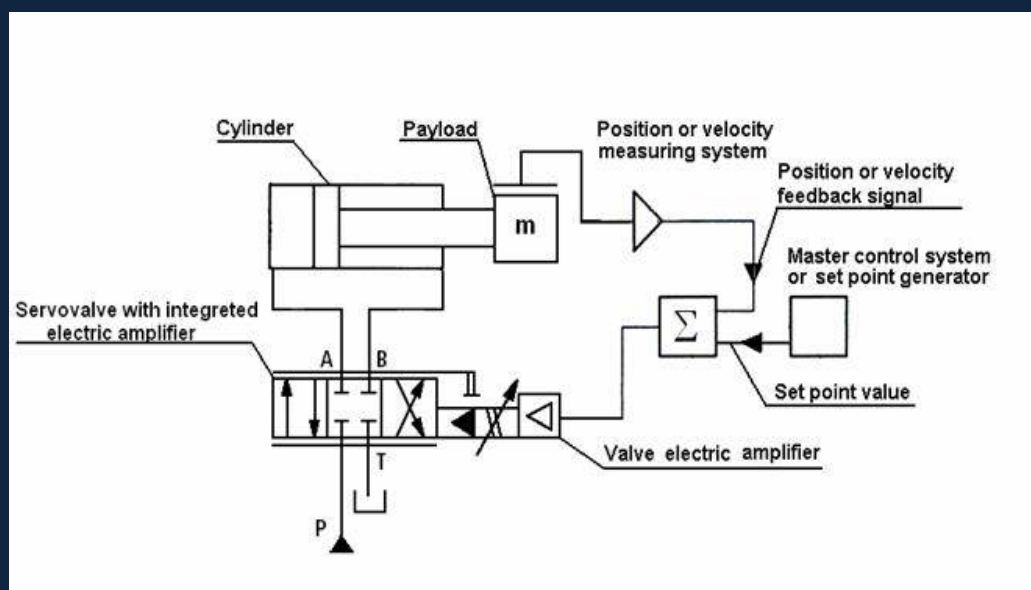 Cylinder
Payload
Position or velocity
measuring system
Position or velocity
feedback signal
m
Master control system
or set point generator
Servovalve with integreted
electric amplifier
Σ
A
B
Set point value
T
Valve electric amplifier
P